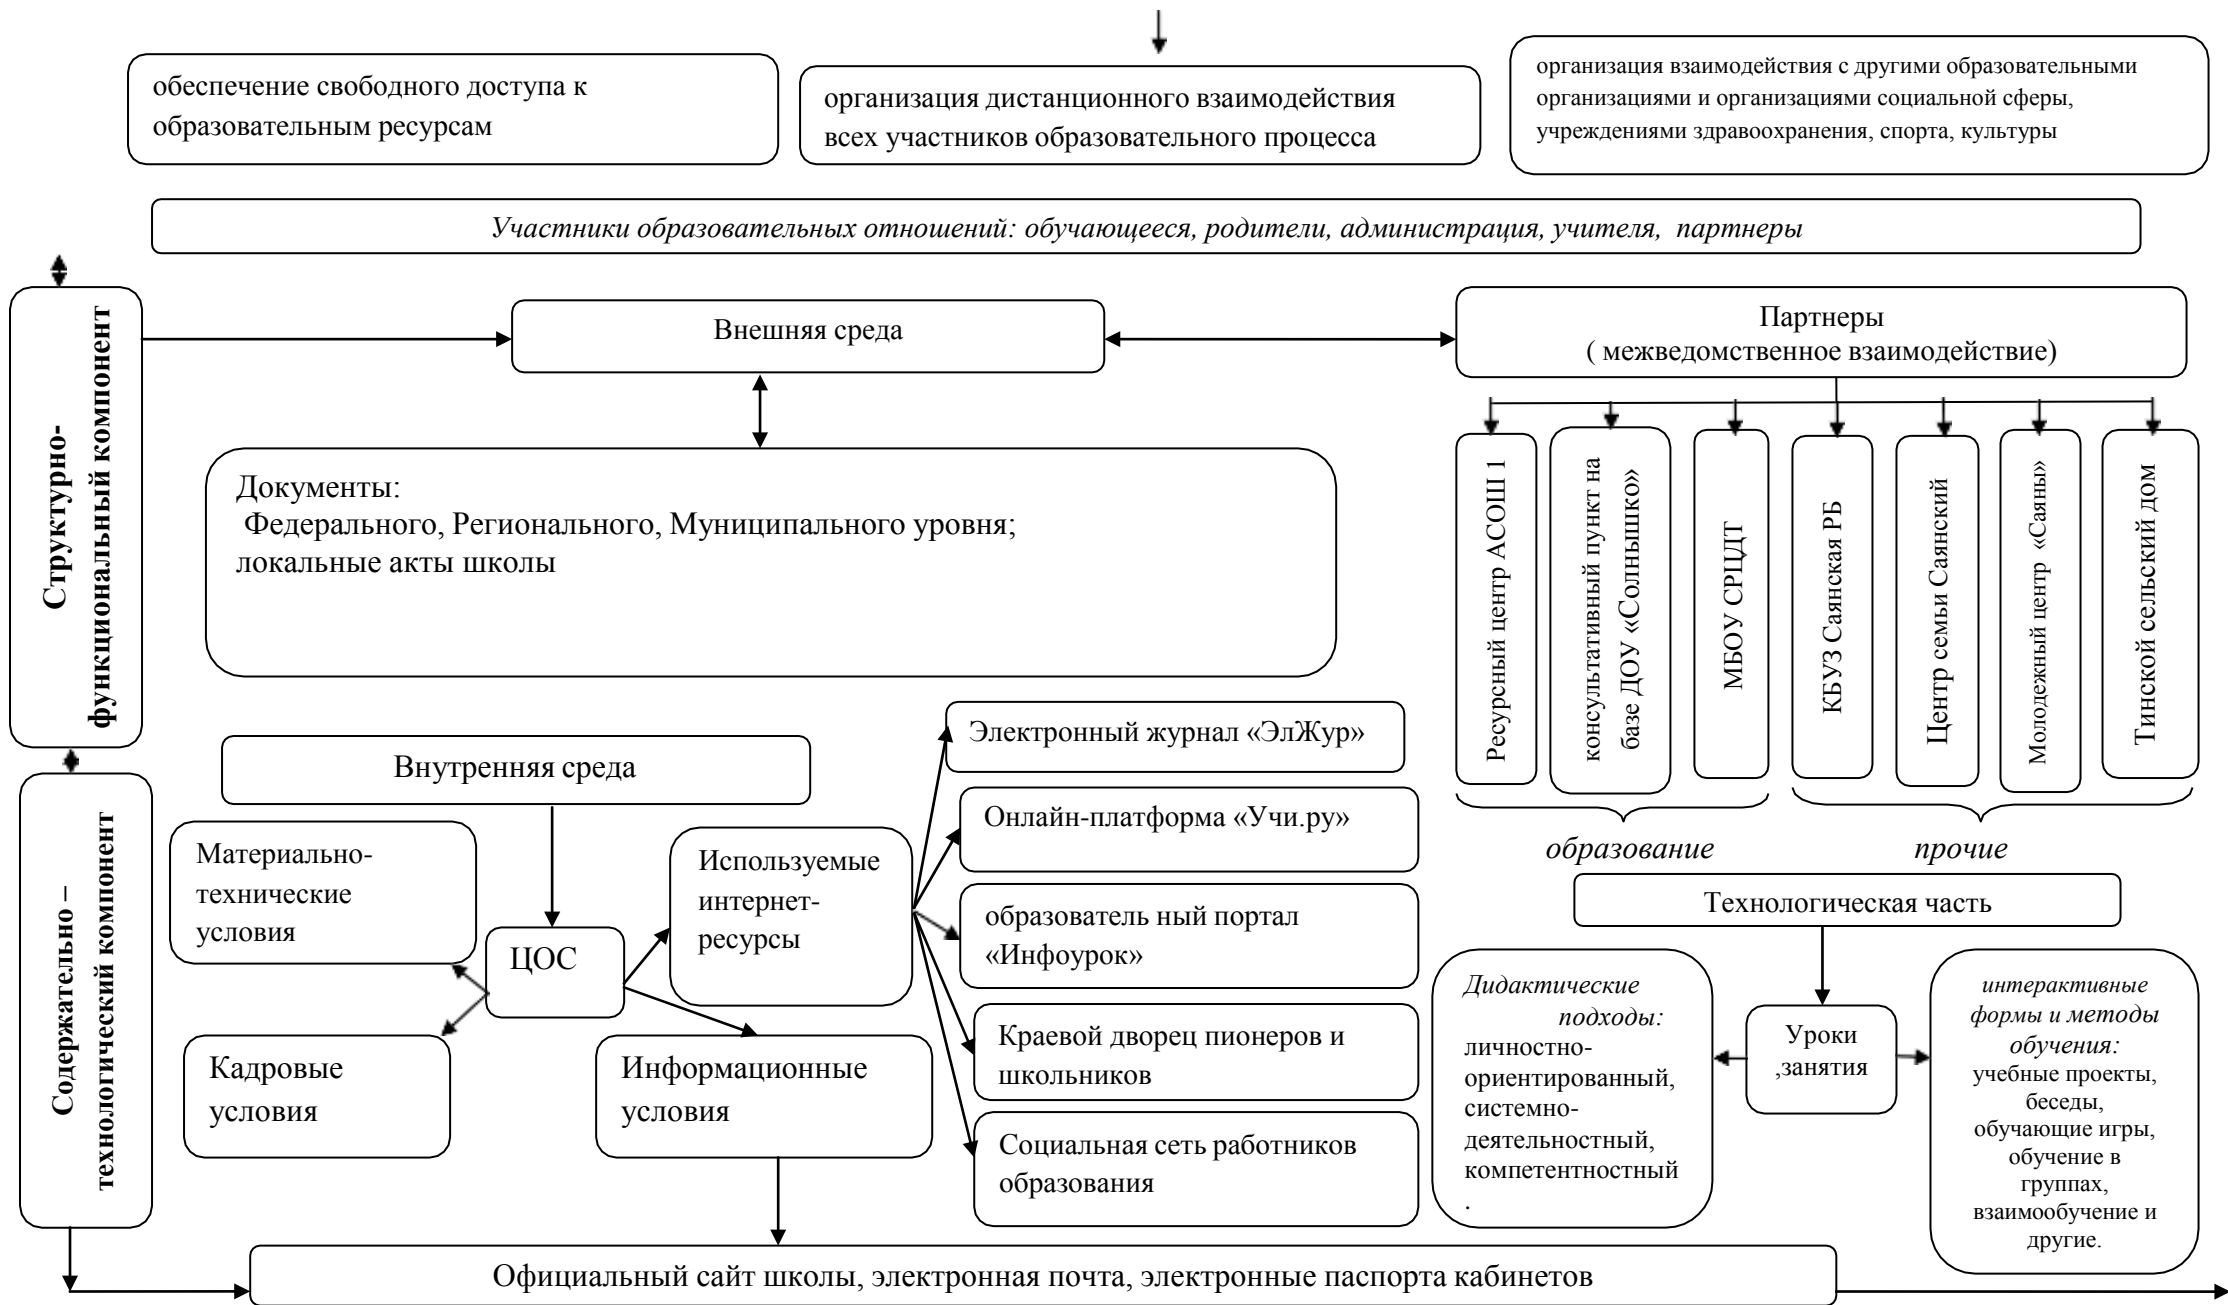 обеспечение свободного доступа к
образовательным ресурсам
организация дистанционного взаимодействия
всех участников образовательного процесса
организация взаимодействия с другими образовательными
организациями и организациями социальной сферы,
учреждениями здравоохранения, спорта, культуры
Участники образовательных отношений: обучающееся, родители, администрация, учителя, партнеры
Структурно-
функциональный компонент
Внешняя среда
Партнеры
( межведомственное взаимодействие)
Документы:
Федерального, Регионального, Муниципального уровня;
локальные акты школы
Ресурсный центр АСОШ 1
консультативный пункт на
базе ДОУ «Солнышко»
МБОУ СРЦДТ
КБУЗ Саянская РБ
Центр семьи Саянский
Молодежный центр «Саяны»
Тинской сельский дом
образование
прочие
Содержательно –
технологический компонент
Внутренняя среда
Материально-
технические
условия
ЦОС
Кадровые
условия
Используемые
интернет-
ресурсы
Информационные
условия
Электронный журнал «ЭлЖур»
Онлайн-платформа «Учи.ру»
образователь ный портал
«Инфоурок»
Краевой дворец пионеров и
школьников
Социальная сеть работников
образования
Технологическая часть
Дидактические
подходы:
личностно-
ориентированный,
системно-
деятельностный,
компетентностный
.
Уроки
,занятия
интерактивные
формы и методы
обучения:
учебные проекты,
беседы,
обучающие игры,
обучение в
группах,
взаимообучение и
другие.
Официальный сайт школы, электронная почта, электронные паспорта кабинетов